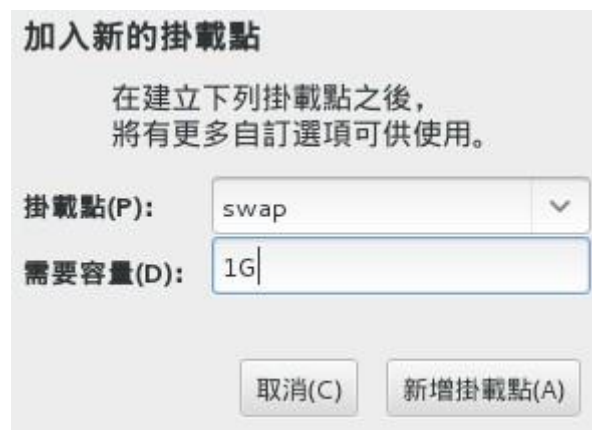 加入新的掛載點
在建立下列掛載點之後，
將有更多自訂選項可供使用。
掛載點(P)： swap
需要容量(D)： 1G
取消(C) 新增掛載點(A)